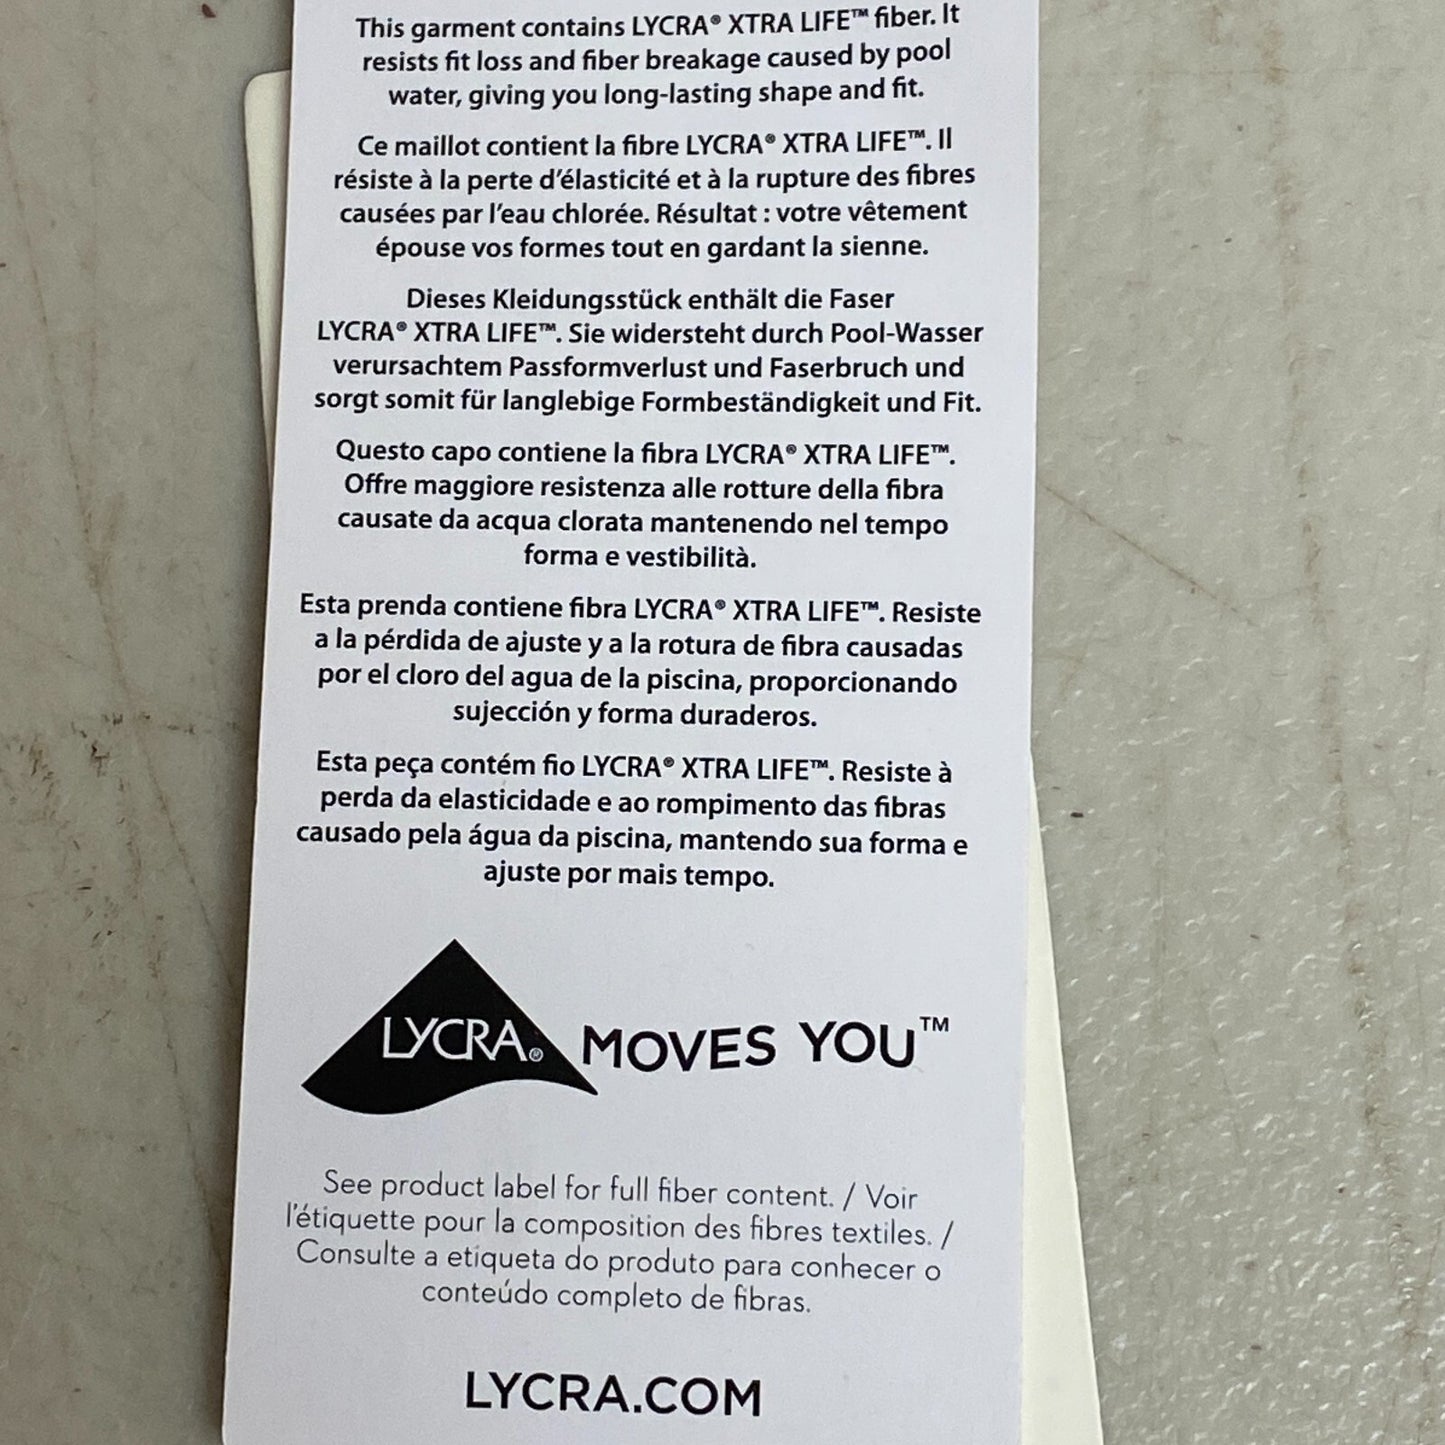 This garment contains LYCRA® XTRA LIFE™ fiber. It
resists fit loss and fiber breakage caused by pool
water, giving you long-lasting shape and fit.
Ce maillot contient la fibre LYCRA® XTRA LIFE™. Il
résiste à la perte d'élasticité et à la rupture des fibres
causées par l'eau chlorée. Résultat : votre vêtement
épouse vos formes tout en gardant la sienne.
Dieses Kleidungsstück enthält die Faser
LYCRA® XTRA LIFE™. Sie widersteht durch Pool-Wasser
verursachtem Passformverlust und Faserbruch und
sorgt somit für langlebige Formbeständigkeit und Fit.
Questo capo contiene la fibra LYCRA® XTRA LIFE™.
Offre maggiore resistenza alle rotture della fibra
causate da acqua clorata mantenendo nel tempo
forma e vestibilità.
Esta prenda contiene fibra LYCRA® XTRA LIFE™. Resiste
a la pérdida de ajuste y a la rotura de fibra causadas
por el cloro del agua de la piscina, proporcionando
sujección y forma duraderos.
Esta peça contém fio LYCRA® XTRA LIFE™. Resiste à
perda da elasticidade e ao rompimento das fibras
causado pela água da piscina, mantendo sua forma e
ajuste por mais tempo.
LYCRA® MOVES YOU™
See product label for full fiber content. / Voir
l'étiquette pour la composition des fibres textiles. /
Consulte a etiqueta do produto para conhecer o
conteúdo completo de fibras.
LYCRA.COM